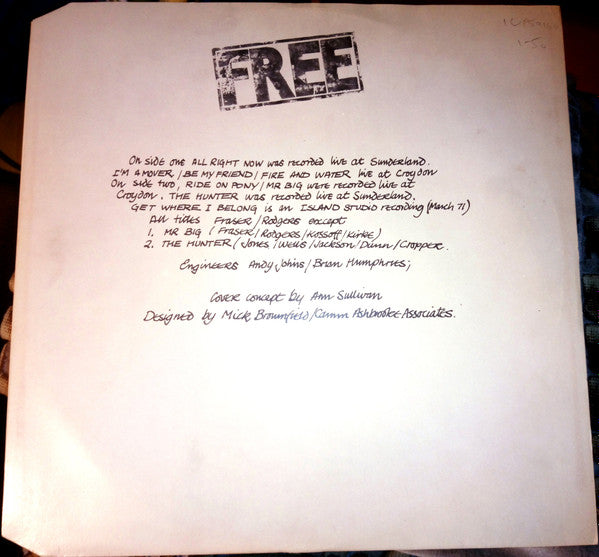 FREE
On side one ALL RIGHT NOW was recorded live at Sunderland.
I'M A MOVER / BE MY FRIEND / FIRE AND WATER live at Croydon
On side two, RIDE ON PONY / MR BIG were recorded live at
Croydon. THE HUNTER was recorded live at Sunderland.
GET WHERE I BELONG is an ISLAND STUDIO recording (March 71)
All titles Fraser / Rodgers except
1. MR BIG (Fraser / Rodgers / Kossoff / Kirke)
2. THE HUNTER (Jones / Wells / Jackson / Dunn / Cropper.
Engineers Andy Johns / Brian Humphries;
Cover concept by Ann Sullivan
Designed by Mick Brownfield / Associates.
1-50